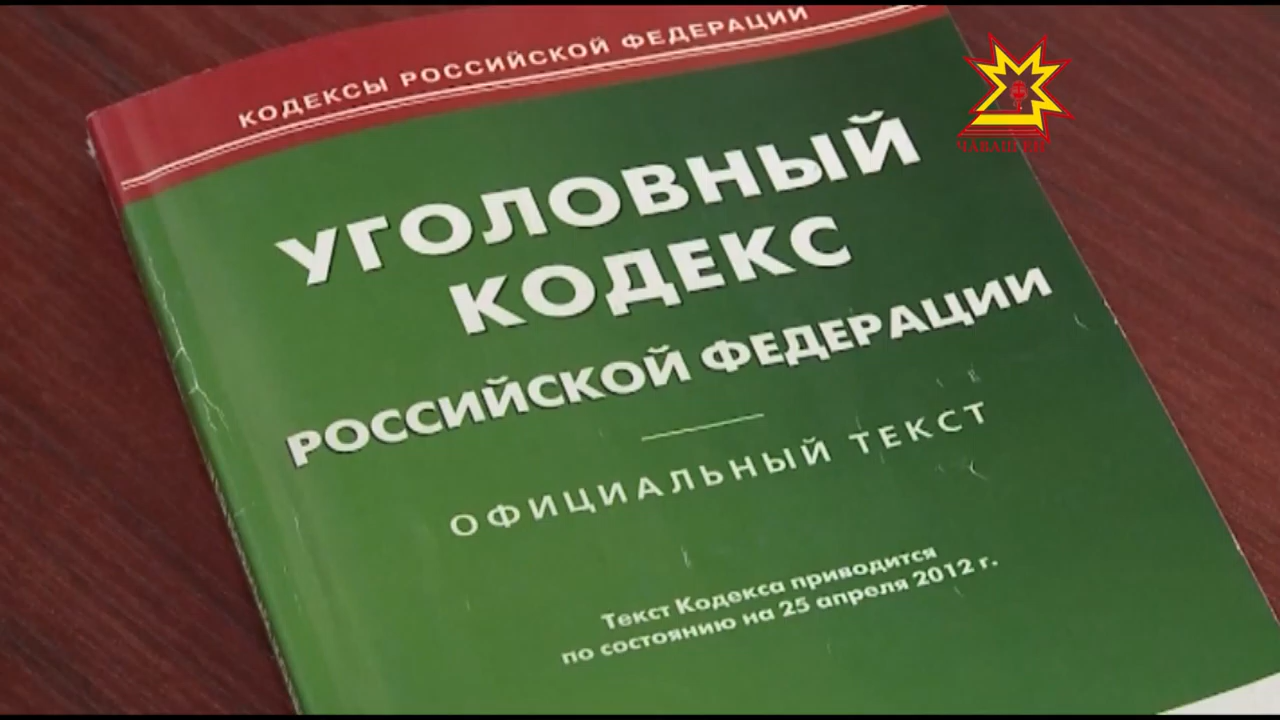 КОДЕКСЫ РОССИЙСКОЙ ФЕДЕРАЦИИ
УГОЛОВНЫЙ
КОДЕКС
РОССИЙСКОЙ ФЕДЕРАЦИИ
ОФИЦИАЛЬНЫЙ ТЕКСТ
Текст Кодекса приводится
по состоянию на 25 апреля 2012 г.